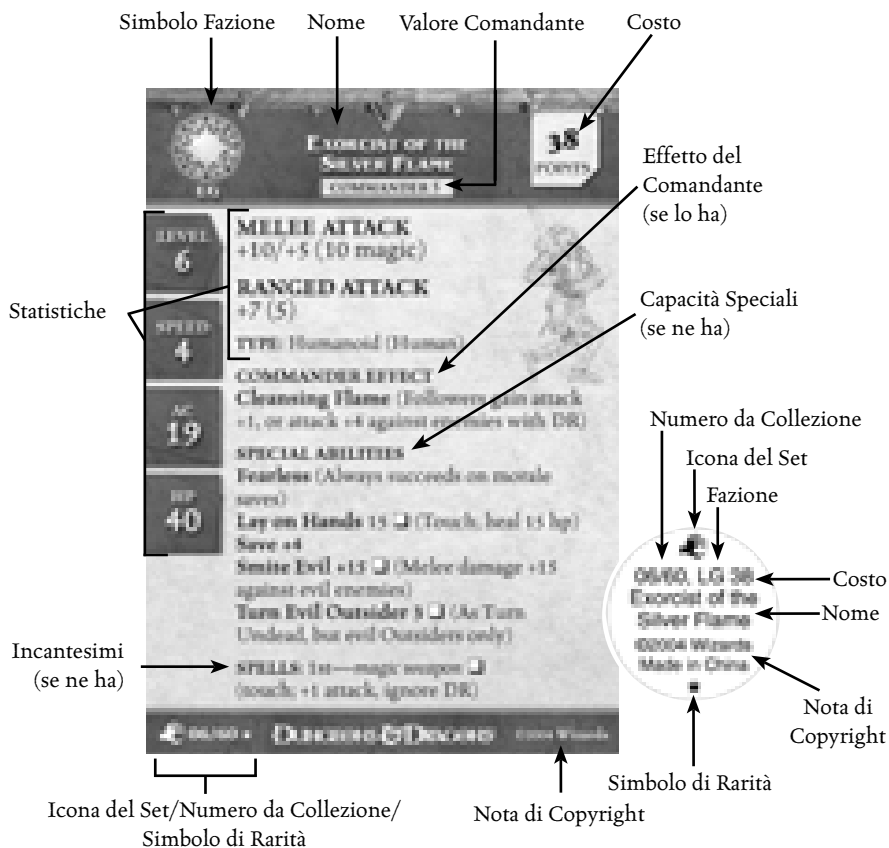 Simbolo Fazione
Nome
Valore Comandante
Costo
38
POINTS
EXORCIST OF THE
SILVER FLAME
COMMANDER 5
LG
Effetto del
Comandante
(se lo ha)
LEVEL
6
MELEE ATTACK
+10/+5 (10 magic)
RANGED ATTACK
+7 (5)
TYPE: Humanoid (Human)
Statistiche
SPEED
4
Capacità Speciali
(se ne ha)
COMMANDER EFFECT
Cleansing Flame (Followers gain attack
+1, or attack +4 against enemies with DR)
AC
19
SPECIAL ABILITIES
Fearless (Always succeeds on morale
saves)
HP
40
Lay on Hands 15 ❑ (Touch, heal 15 hp)
Save +4
Smite Evil +15 ❑ (Melee damage +15
against evil enemies)
Turn Evil Outsider 5 ❑ (As Turn
Undead, but evil Outsiders only)
Incantesimi
(se ne ha)
SPELLS: 1st—magic weapon ❑
(touch; +1 attack, ignore DR)
06/60
DUNGEONS & DRAGONS
©2004 Wizards
Icona del Set/Numero da Collezione/
Simbolo di Rarità
Nota di Copyright
Numero da Collezione
Icona del Set
Fazione
06/60, LG 38
Exorcist of the
Silver Flame
©2004 Wizards
Made in China
Costo
Nome
Nota di
Copyright
Simbolo di Rarità